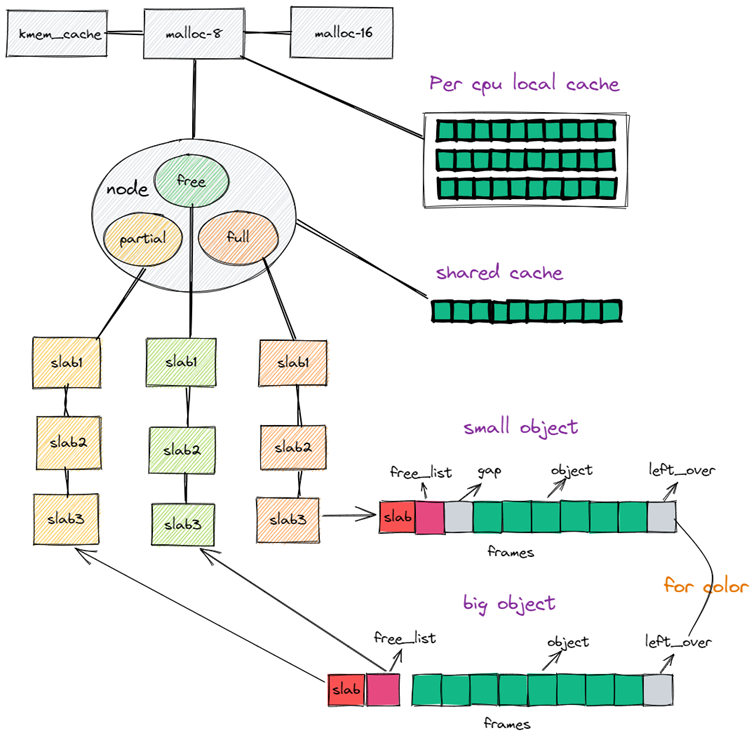 kmem_cache
malloc-8
malloc-16
Per cpu local cache
node
free
partial
full
shared cache
slab1
slab1
slab1
slab2
slab2
slab2
slab3
slab3
slab3
small object
free_list
gap
object
left_over
slab
frames
for color
big object
free_list
object
left_over
slab
frames